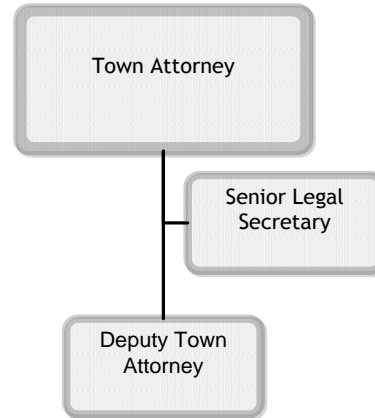 Town Attorney
Senior Legal
Secretary
Deputy Town
Attorney